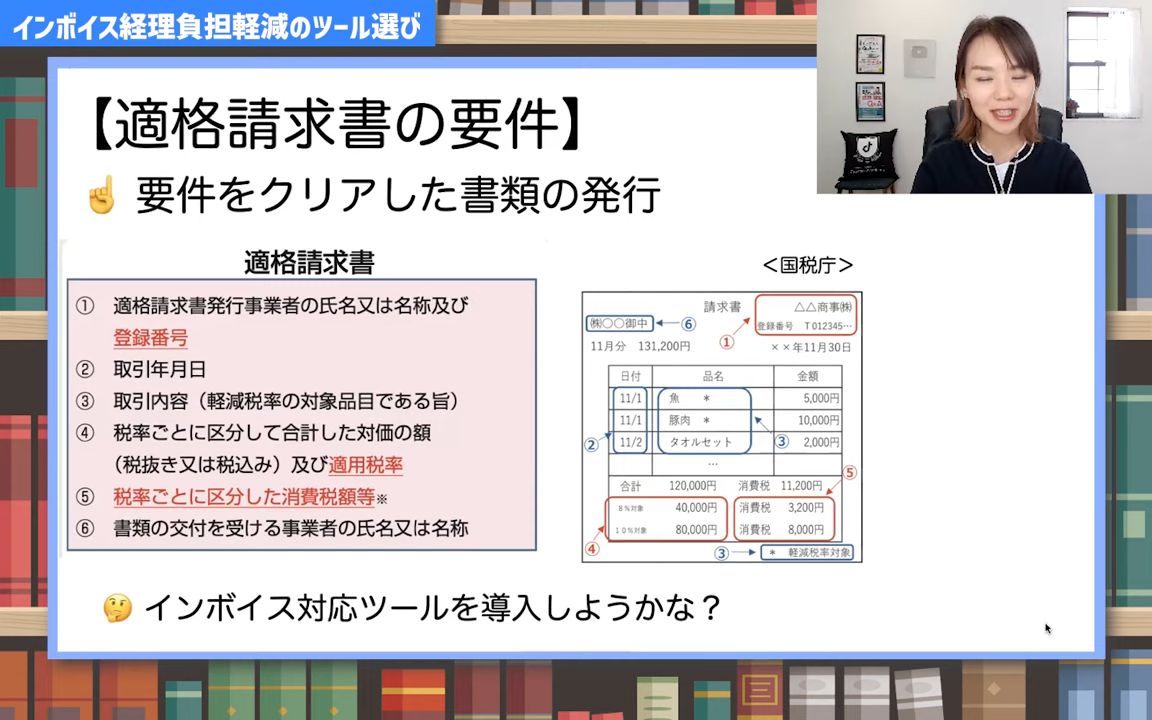 インボイス経理負担軽減のツール選び
【適格請求書の要件】
☝ 要件をクリアした書類の発行
適格請求書
① 適格請求書発行事業者の氏名又は名称及び
登録番号
② 取引年月日
③ 取引内容（軽減税率の対象品目である旨）
④ 税率ごとに区分して合計した対価の額
（税抜き又は税込み）及び適用税率
⑤ 税率ごとに区分した消費税額等※
⑥ 書類の交付を受ける事業者の氏名又は名称
＜国税庁＞
請求書
△△商事㈱
登録番号 T012345…
㈱〇〇御中
⑥
①
11月分 131,200円
××年11月30日
日付 品名 金額
11/1 魚 * 5,000円
11/1 豚肉 * 10,000円
11/2 タオルセット 2,000円
②
③
…
合計 120,000円 消費税 11,200円
⑤
8%対象 40,000円 消費税 3,200円
10%対象 80,000円 消費税 8,000円
④
③
* 軽減税率対象
🤔 インボイス対応ツールを導入しようかな？